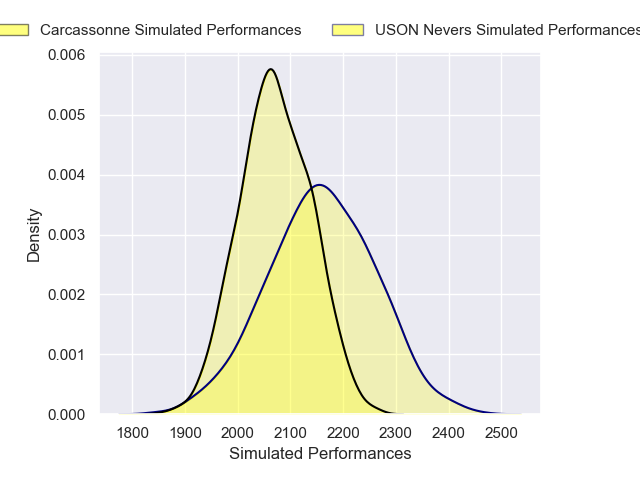 Carcassonne Simulated Performances USON Nevers Simulated Performances
0.006
0.005
0.004
0.003
0.002
0.001
0.000
Density
1800 1900 2000 2100 2200 2300 2400 2500
Simulated Performances